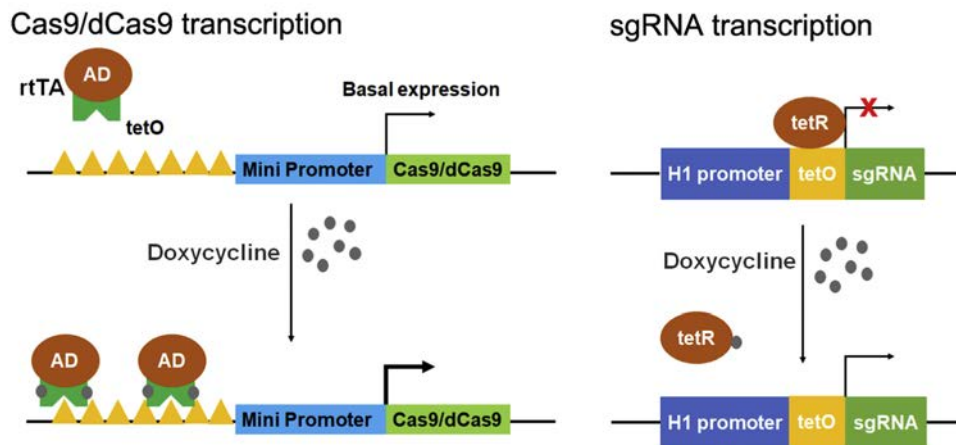 Cas9/dCas9 transcription
AD
rtTA
tetO
Basal expression
Mini Promoter
Cas9/dCas9
Doxycycline
AD
AD
Mini Promoter
Cas9/dCas9
sgRNA transcription
tetR
X
H1 promoter
tetO
sgRNA
Doxycycline
tetR
H1 promoter
tetO
sgRNA